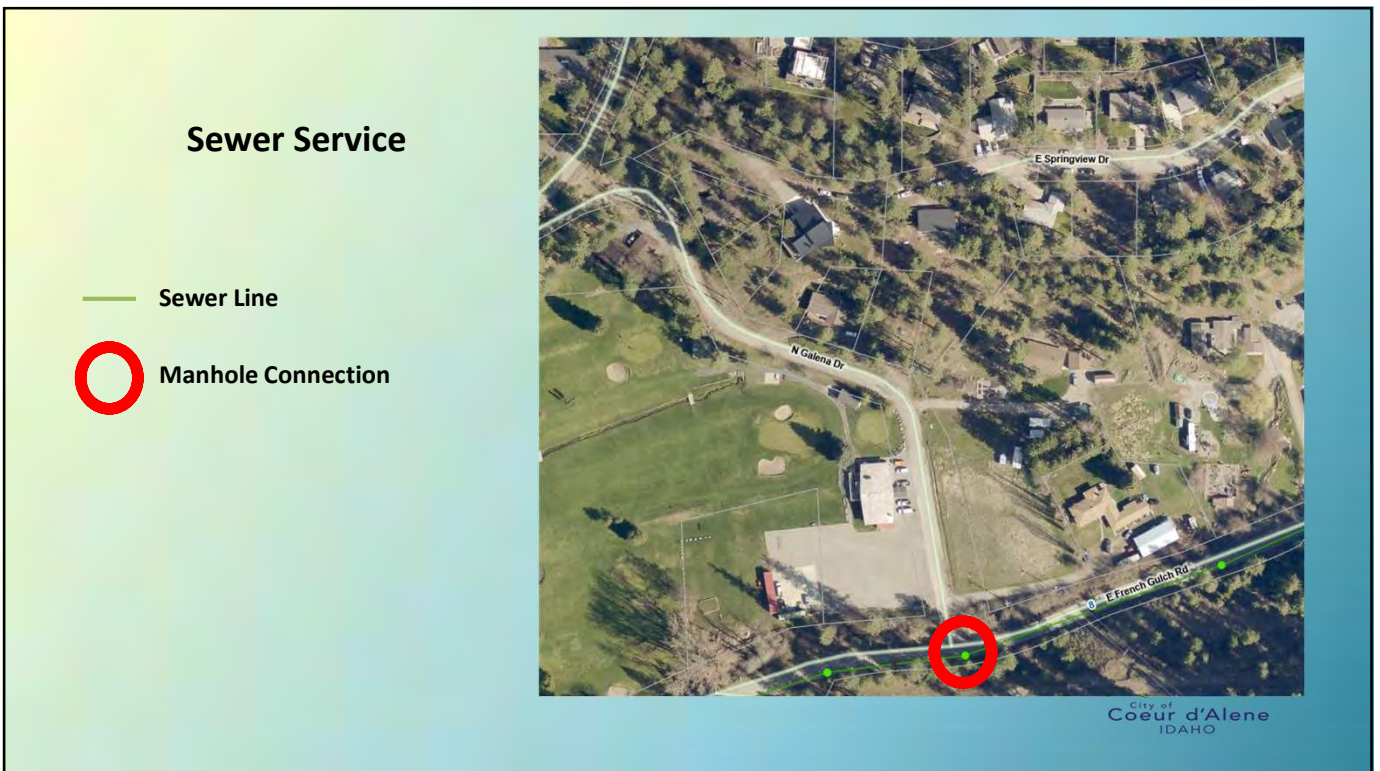 Sewer Service
Sewer Line
Manhole Connection
E Springview Dr
N Galena Dr
8 E French Gulch Rd
City of
Coeur d'Alene
IDAHO